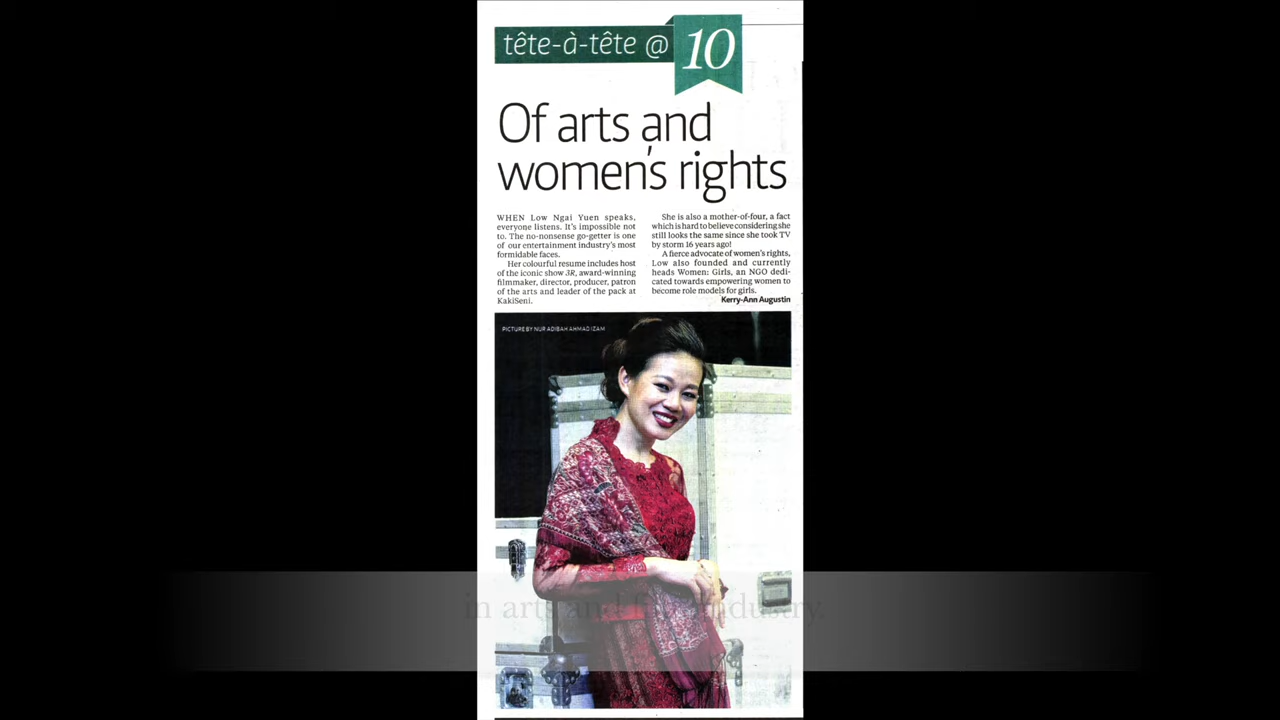 tête-à-tête @ 10
Of arts and
women's rights
WHEN Low Ngai Yuen speaks,
everyone listens. It's impossible not
to. The no-nonsense go-getter is one
of our entertainment industry's most
formidable faces.
Her colourful resume includes host
of the iconic show 3R, award-winning
filmmaker, director, producer, patron
of the arts and leader of the pack at
KakiSeni.
She is also a mother-of-four, a fact
which is hard to believe considering she
still looks the same since she took TV
by storm 16 years ago!
A fierce advocate of women's rights,
Low also founded and currently
heads Women: Girls, an NGO dedi-
cated towards empowering women to
become role models for girls.
Kerry-Ann Augustin
PICTURE BY NUR ADIBAH AHMAD IZAM
in arts and film industry.